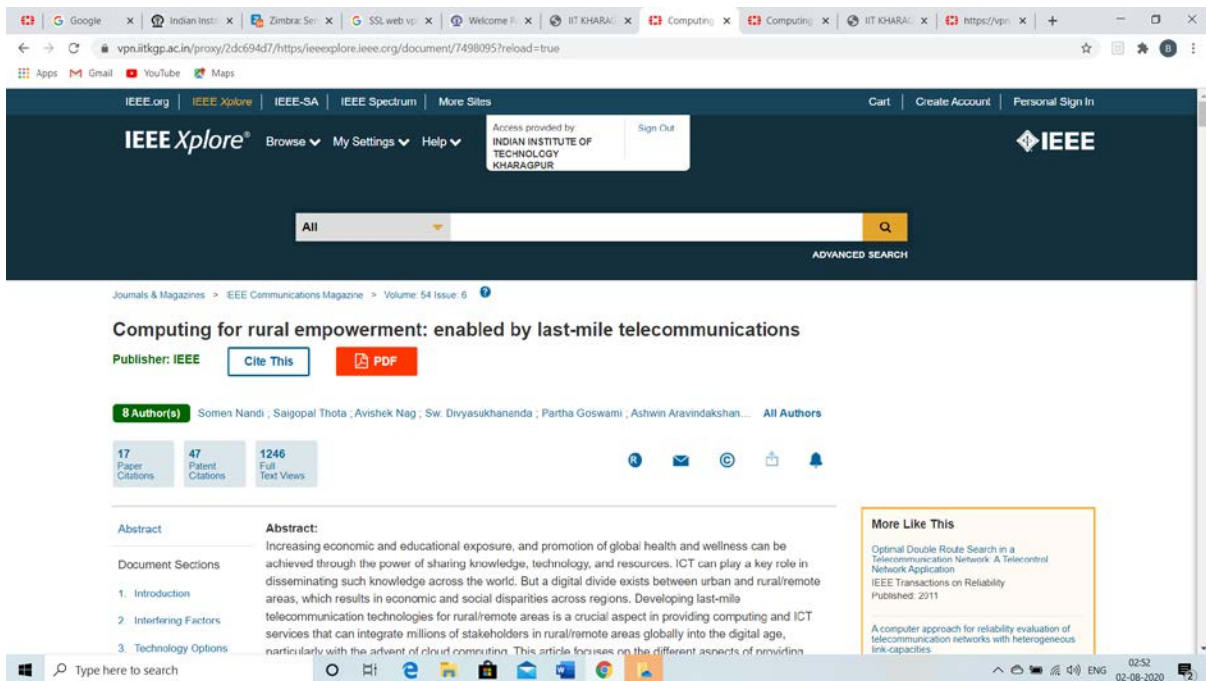 Google
Indian Insti
Zimbra: Ser
SSL web vp
Welcome
IIT KHARAG
Computing
Computing
IIT KHARAG
https://vpn
vpn.iitkgp.ac.in/proxy/2dc694d7/https/ieeexplore.ieee.org/document/7498095?reload=true
B
Apps Gmail YouTube Maps
IEEE.org IEEE Xplore IEEE-SA IEEE Spectrum More Sites Cart Create Account Personal Sign In
IEEE Xplore® Browse My Settings Help
Access provided by: Sign Out
INDIAN INSTITUTE OF
TECHNOLOGY
KHARAGPUR
IEEE
All
ADVANCED SEARCH
Journals & Magazines > IEEE Communications Magazine > Volume: 54 Issue: 6 ?
Computing for rural empowerment: enabled by last-mile telecommunications
Publisher: IEEE Cite This PDF
8 Author(s) Somen Nandi ; Saigopal Thota ; Avishek Nag ; Sw. Divyasukhananda ; Partha Goswami ; Ashwin Aravindakshan... All Authors
17
Paper
Citations
47
Patent
Citations
1246
Full
Text Views
R
©
Abstract
Document Sections
1. Introduction
2. Interfering Factors
3. Technology Options
Abstract:
Increasing economic and educational exposure, and promotion of global health and wellness can be
achieved through the power of sharing knowledge, technology, and resources. ICT can play a key role in
disseminating such knowledge across the world. But a digital divide exists between urban and rural/remote
areas, which results in economic and social disparities across regions. Developing last-mile
telecommunication technologies for rural/remote areas is a crucial aspect in providing computing and ICT
services that can integrate millions of stakeholders in rural/remote areas globally into the digital age,
particularly with the advent of cloud computing. This article focuses on the different aspects of providing
More Like This
Optimal Double Route Search in a
Telecommunication Network: A Telecontrol
Network Application
IEEE Transactions on Reliability
Published: 2011
A computer approach for reliability evaluation of
telecommunication networks with heterogeneous
link-capacities
Type here to search
ENG
02:52
02-08-2020
2